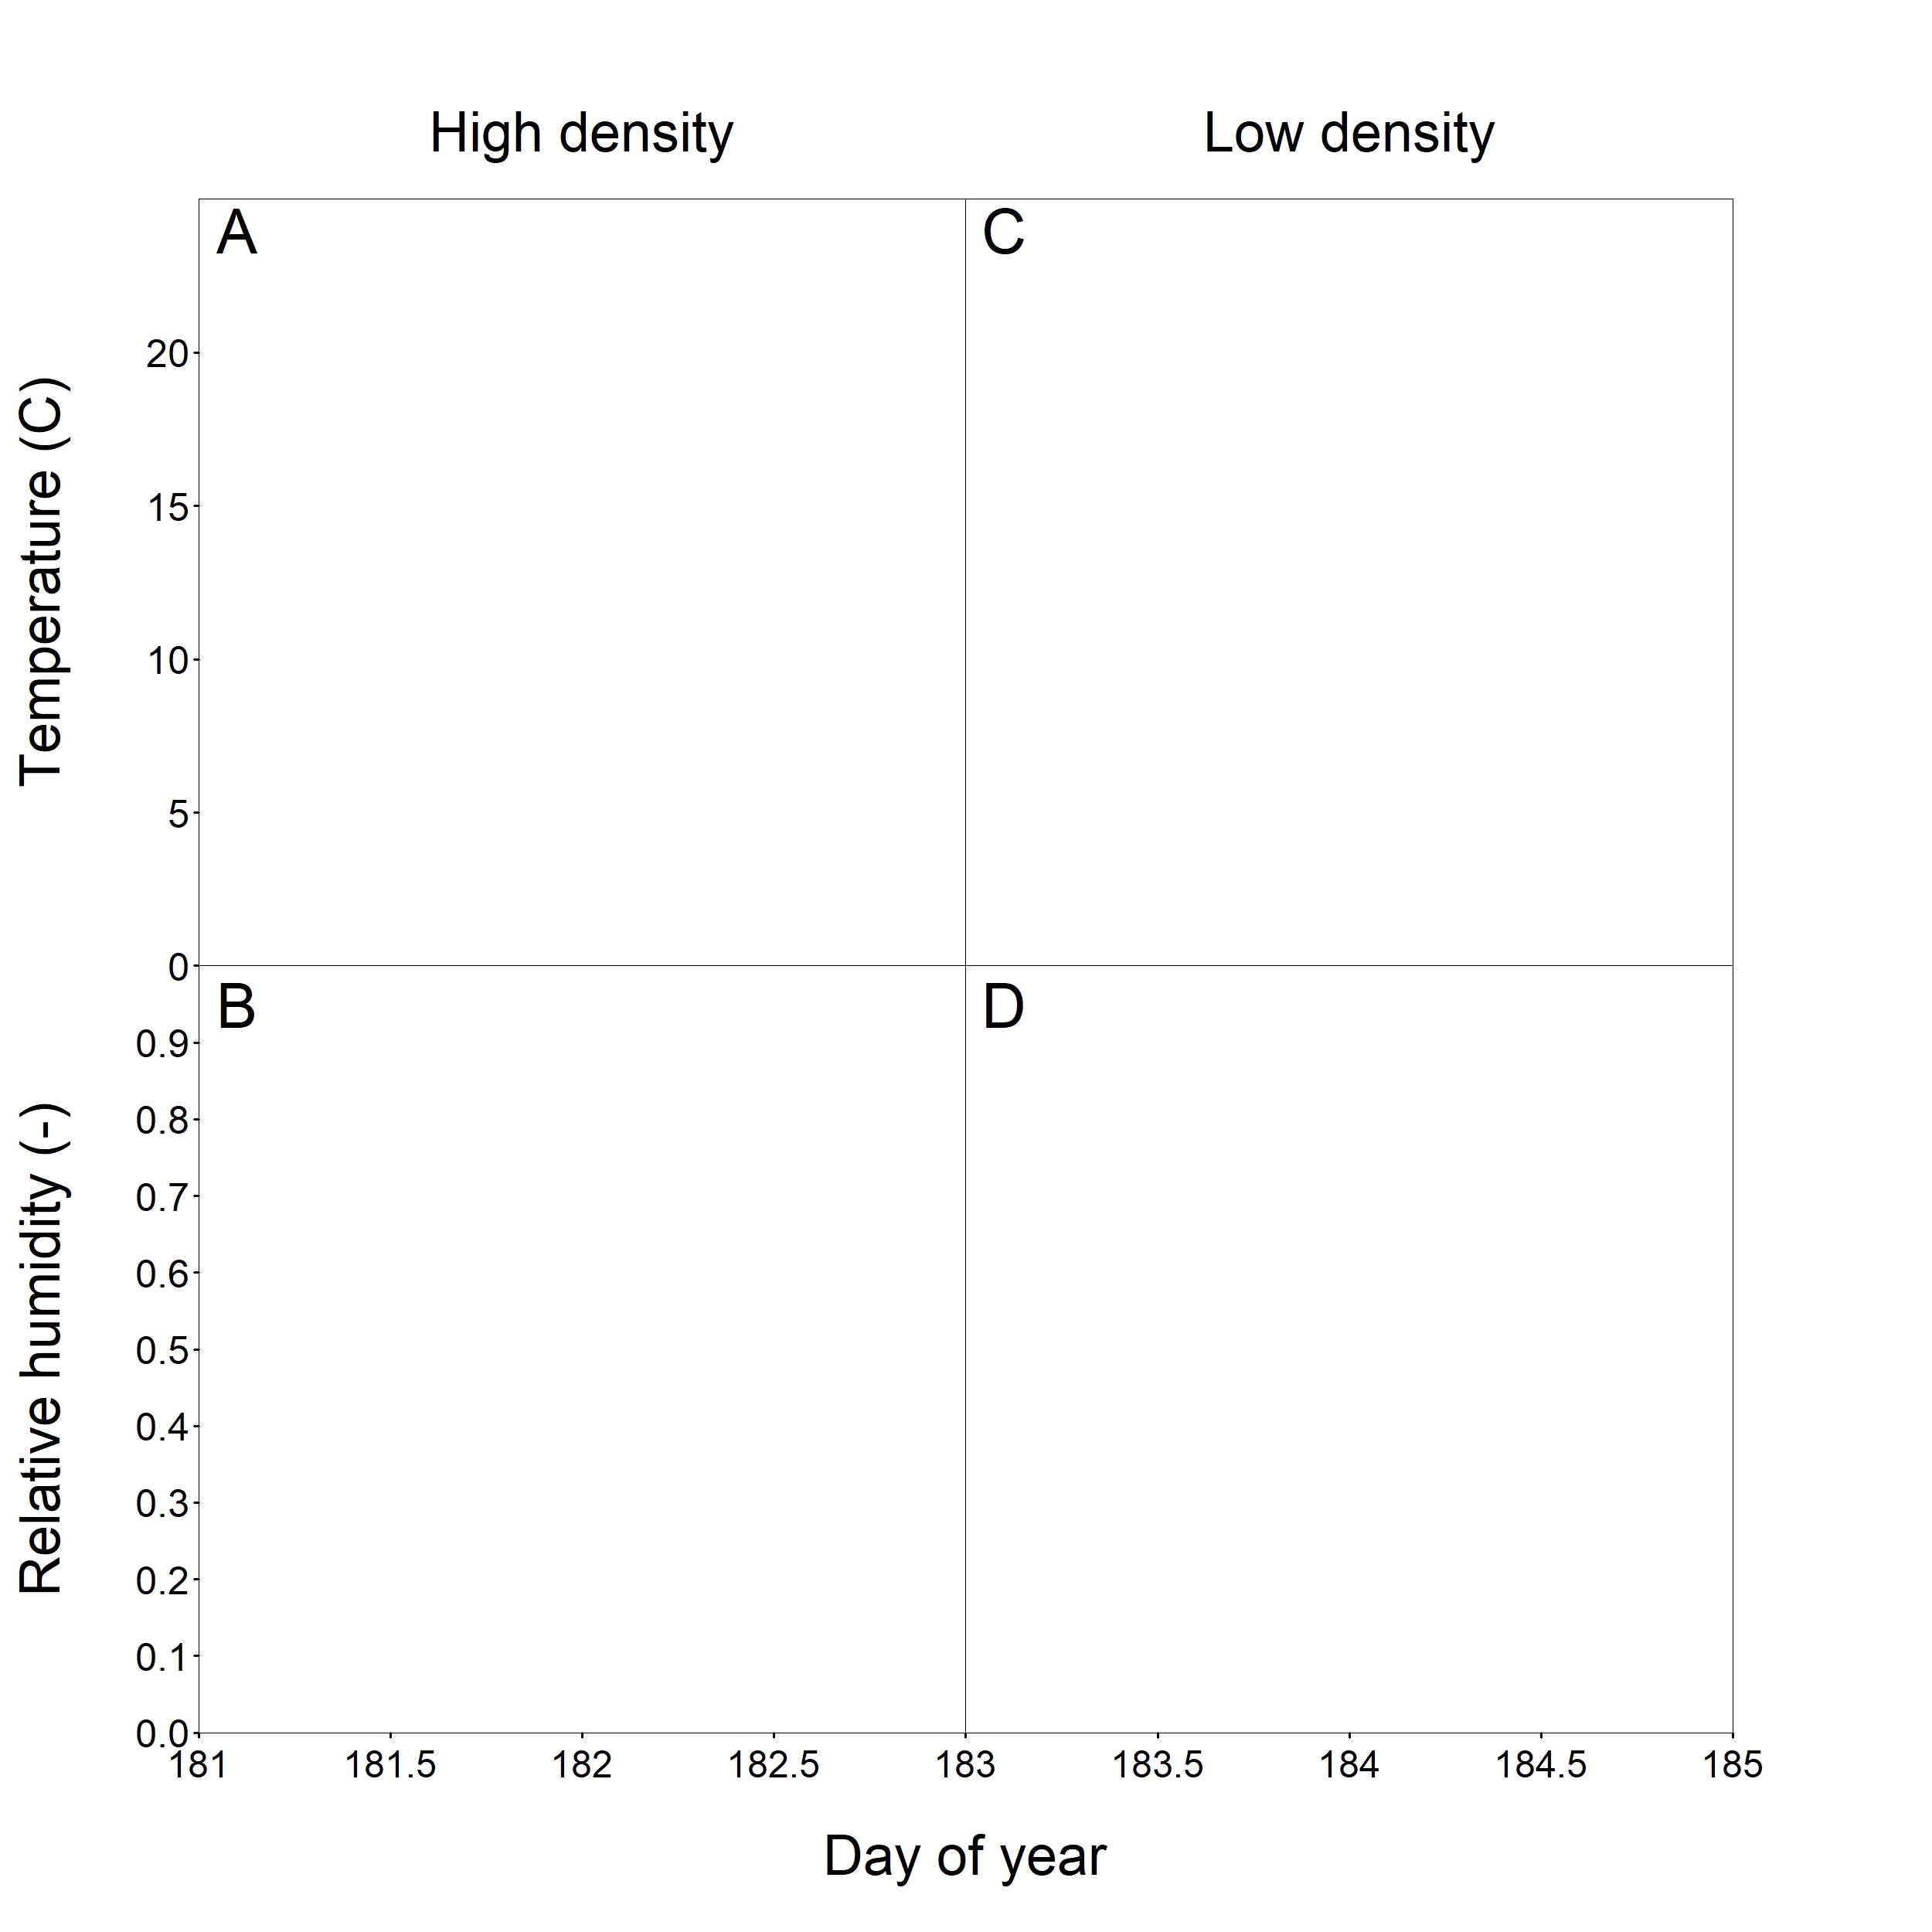 High density
Low density
A
C
Temperature (C)
20
15
10
5
0
B
D
Relative humidity (-)
0.9
0.8
0.7
0.6
0.5
0.4
0.3
0.2
0.1
0.0
181
181.5
182
182.5
183
183.5
184
184.5
185
Day of year